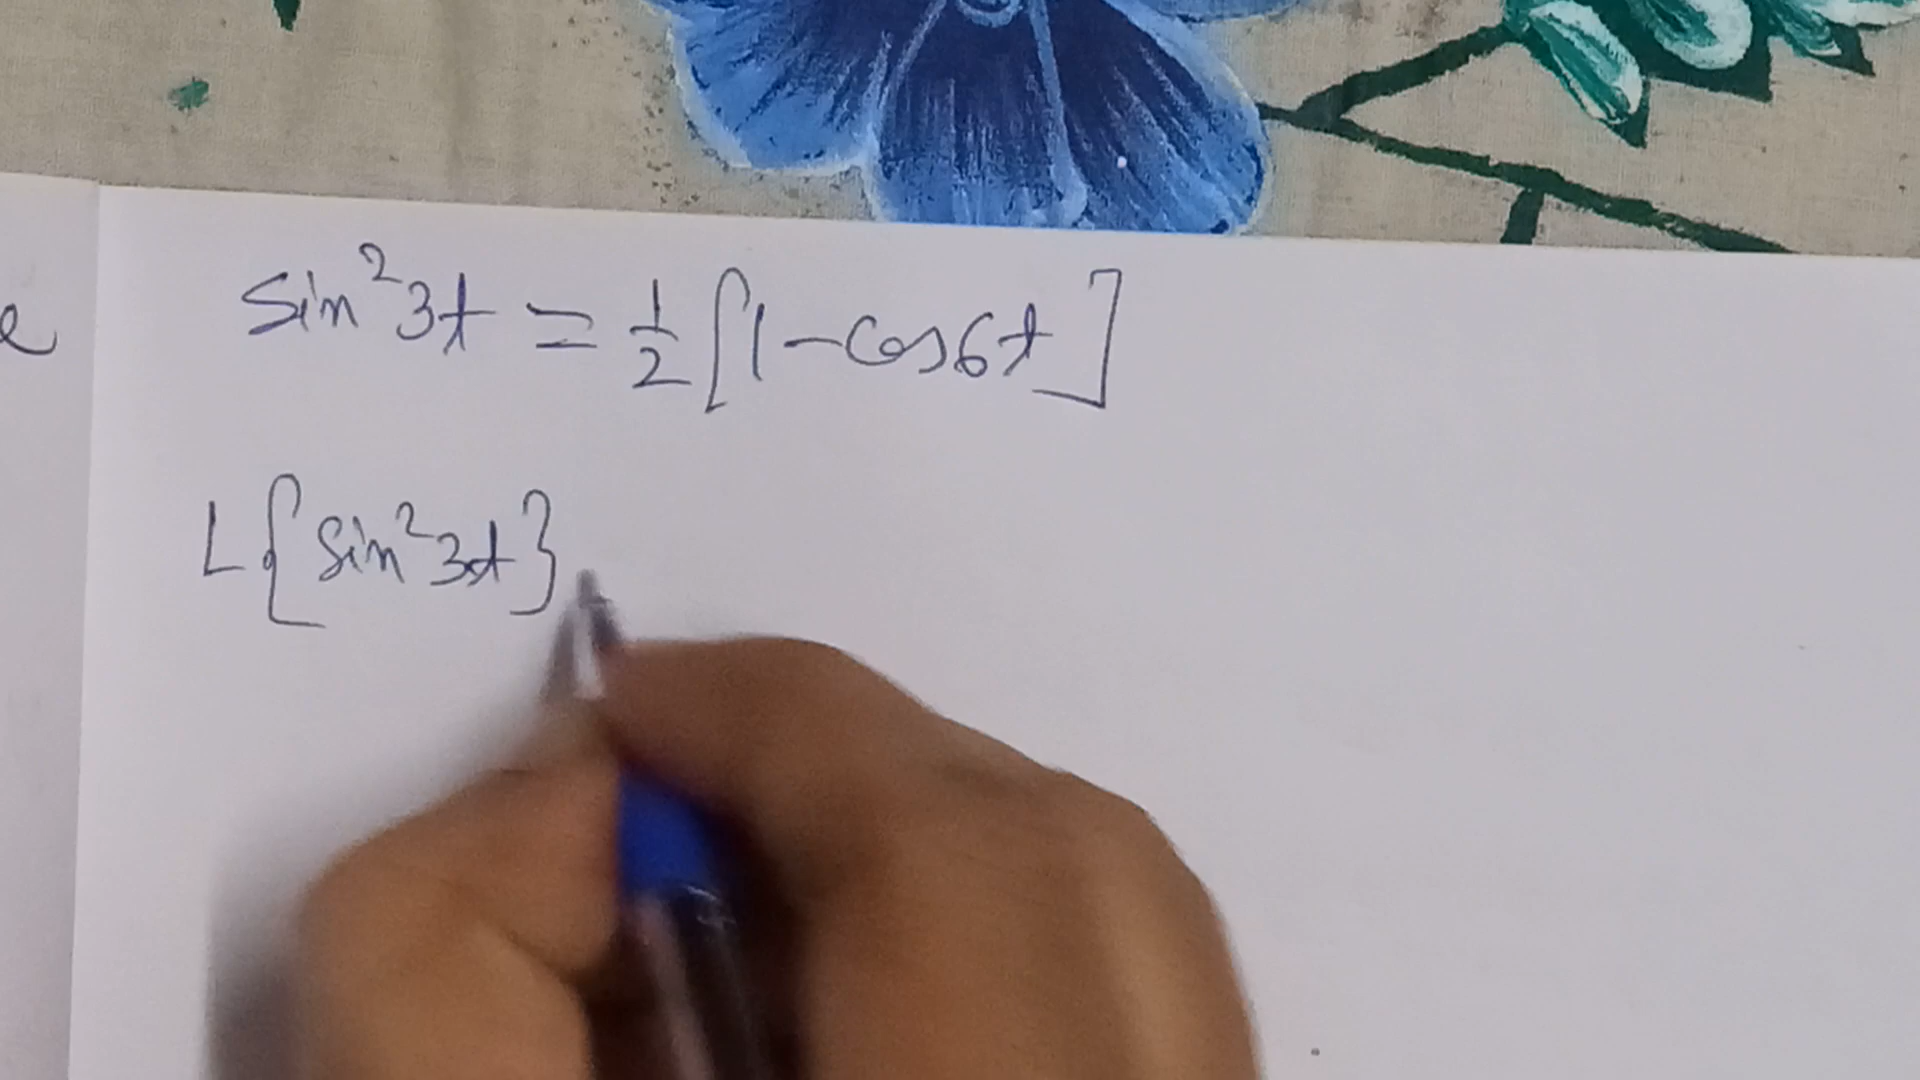 sin²3t = 1/2 [1 - cos6t]
L{sin²3t}